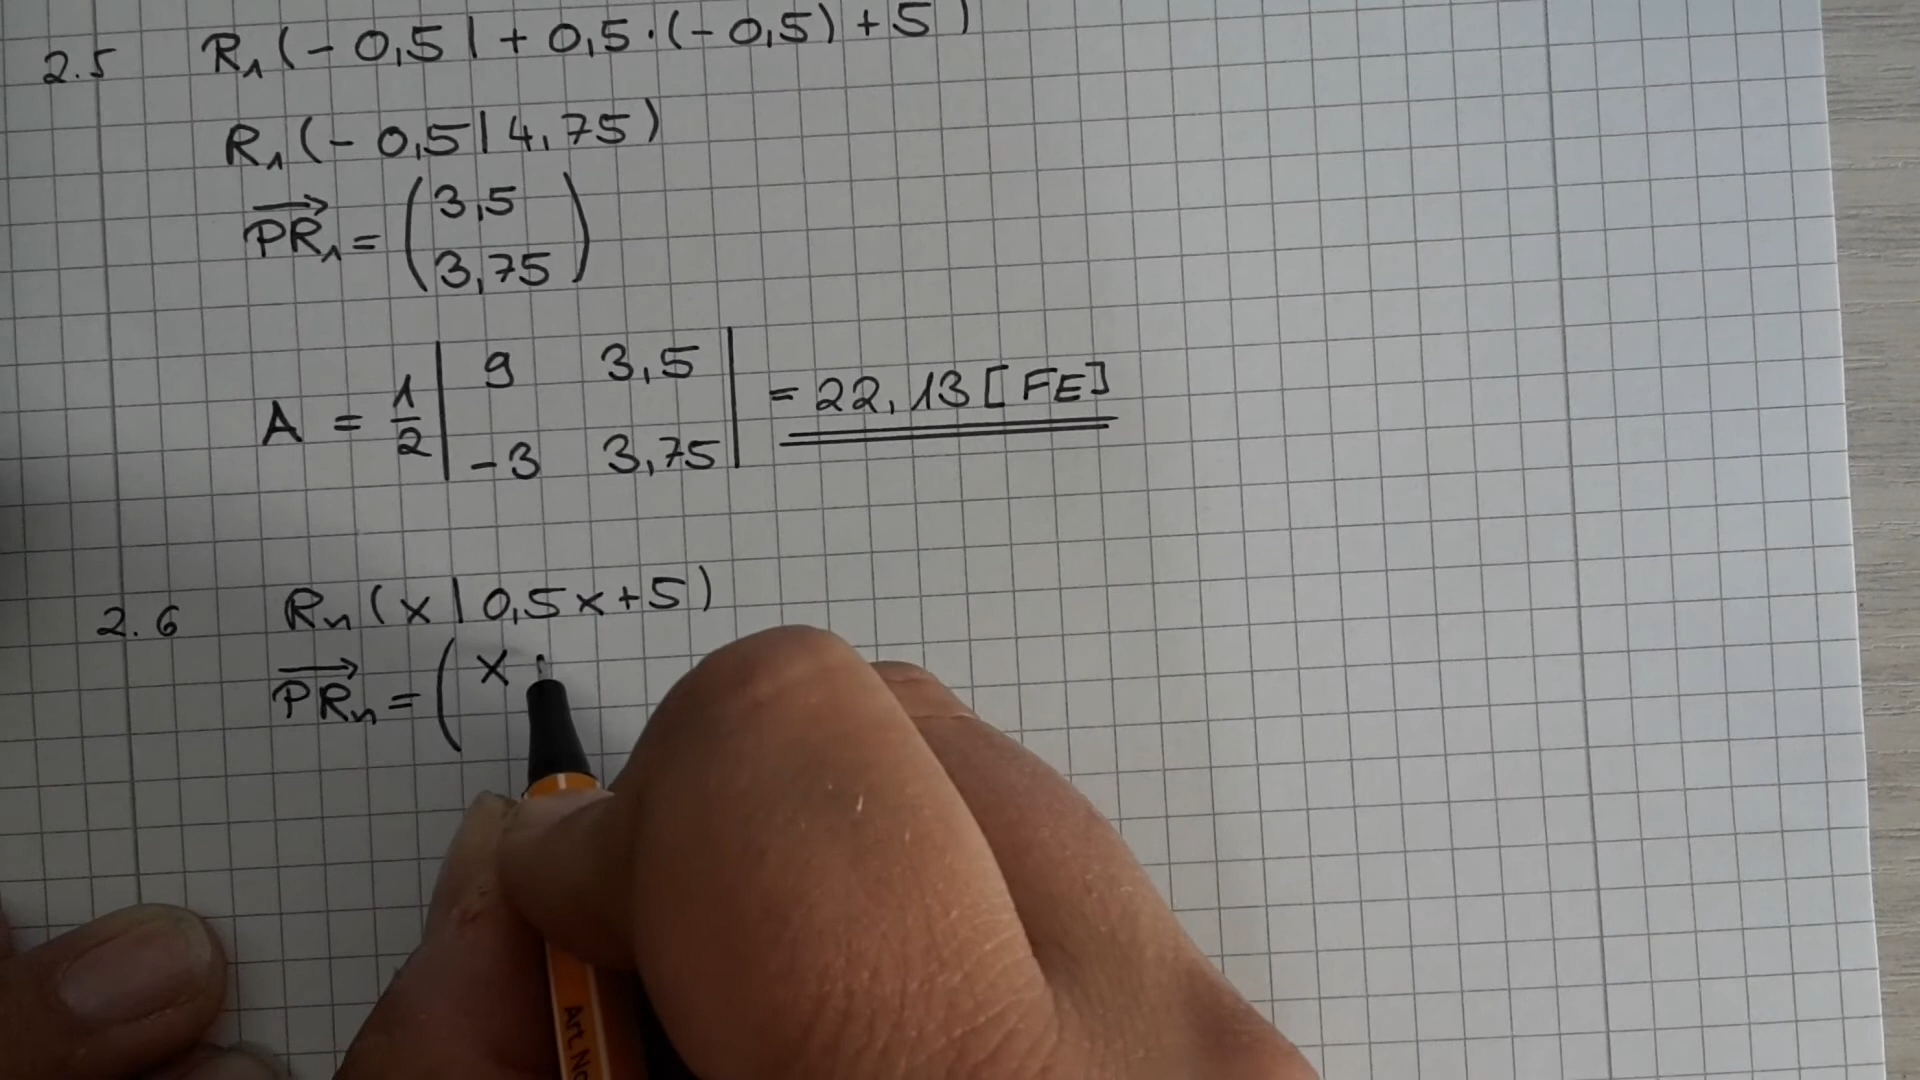 2.5 R₁(-0,5|+0,5·(-0,5)+5)
R₁(-0,5|4,75)
PR₁ = (3,5
3,75)
A = 1/2 |9 3,5
-3 3,75| = 22,13 [FE]
2.6 Rn(x|0,5x+5)
PRn = (x
Art.No